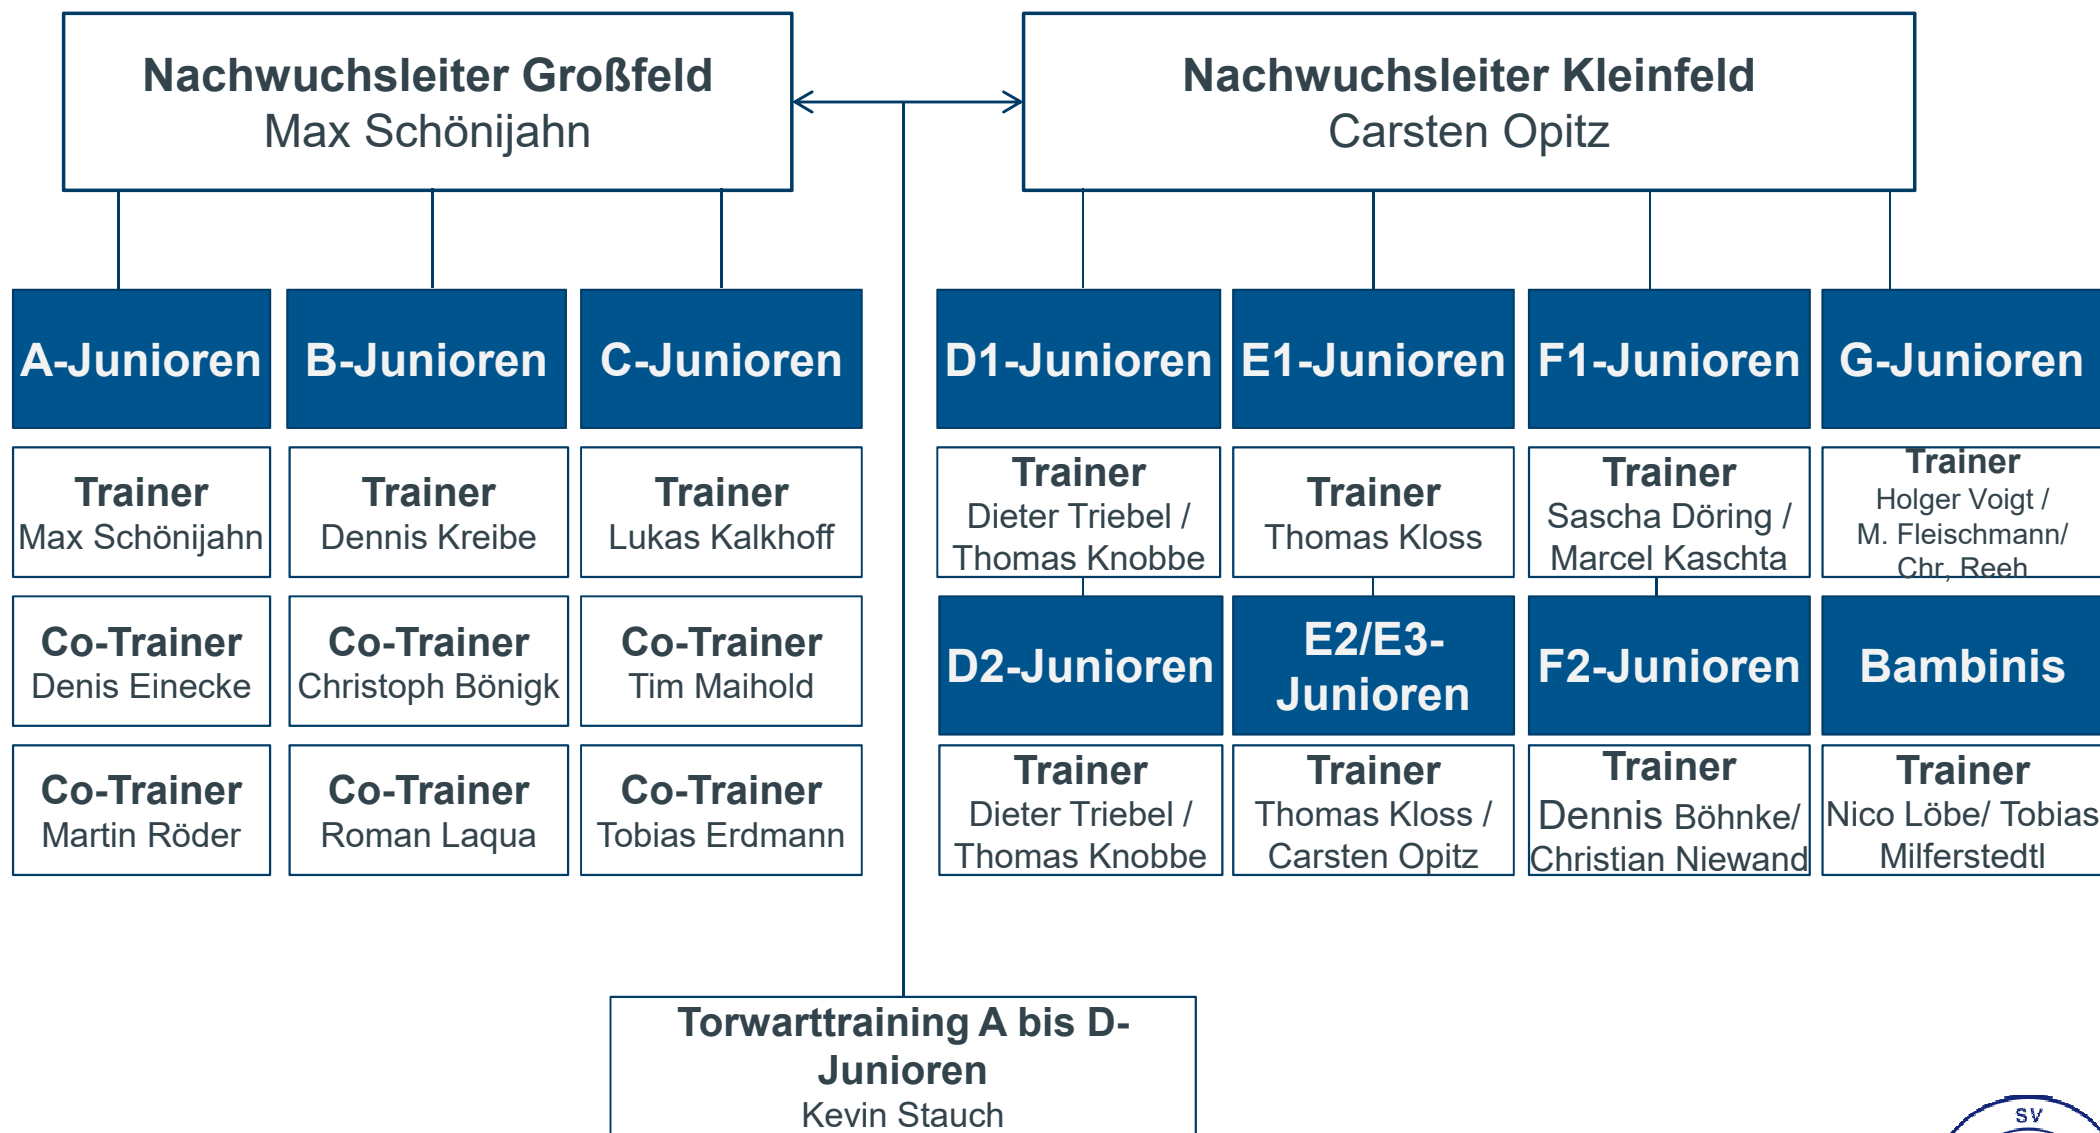 Nachwuchsleiter Großfeld
Max Schönijahn
Nachwuchsleiter Kleinfeld
Carsten Opitz
A-Junioren
B-Junioren
C-Junioren
D1-Junioren
E1-Junioren
F1-Junioren
G-Junioren
Trainer
Max Schönijahn
Trainer
Dennis Kreibe
Trainer
Lukas Kalkhoff
Trainer
Dieter Triebel /
Thomas Knobbe
Trainer
Thomas Kloss
Trainer
Sascha Döring /
Marcel Kaschta
Trainer
Holger Voigt /
M. Fleischmann/
Chr, Reeh
Co-Trainer
Denis Einecke
Co-Trainer
Christoph Bönigk
Co-Trainer
Tim Maihold
D2-Junioren
E2/E3-
Junioren
F2-Junioren
Bambinis
Co-Trainer
Martin Röder
Co-Trainer
Roman Laqua
Co-Trainer
Tobias Erdmann
Trainer
Dieter Triebel /
Thomas Knobbe
Trainer
Thomas Kloss /
Carsten Opitz
Trainer
Dennis Böhnke/
Christian Niewand
Trainer
Nico Löbe/ Tobias
Milferstedtl
Torwarttraining A bis D-
Junioren
Kevin Stauch
SV